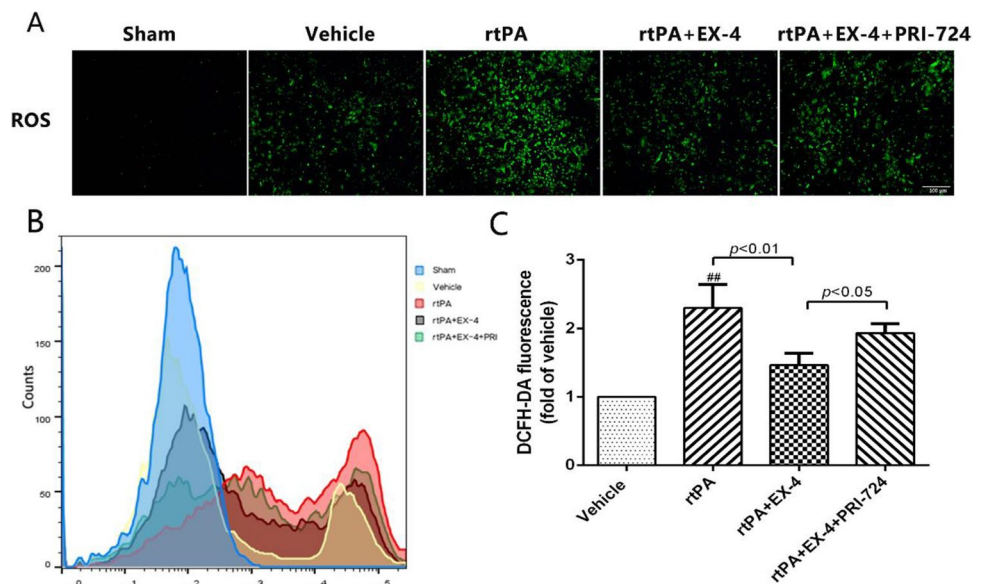 A
Sham
Vehicle
rtPA
rtPA+EX-4
rtPA+EX-4+PRI-724
ROS
100 μm
B
200
150
100
50
0
Counts
0
1
2
3
4
5
Sham
Vehicle
rtPA
rtPA+EX-4
rtPA+EX-4+PRI
C
DCFH-DA fluorescence
(fold of vehicle)
3
2
1
0
##
p<0.01
p<0.05
Vehicle
rtPA
rtPA+EX-4
rtPA+EX-4+PRI-724